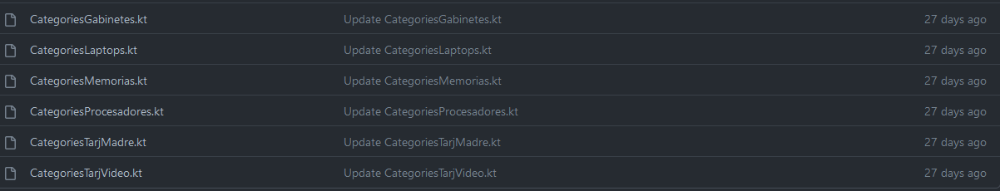 CategoriesGabinetes.kt Update CategoriesGabinetes.kt 27 days ago
CategoriesLaptops.kt Update CategoriesLaptops.kt 27 days ago
CategoriesMemorias.kt Update CategoriesMemorias.kt 27 days ago
CategoriesProcesadores.kt Update CategoriesProcesadores.kt 27 days ago
CategoriesTarjMadre.kt Update CategoriesTarjMadre.kt 27 days ago
CategoriesTarjVideo.kt Update CategoriesTarjVideo.kt 27 days ago